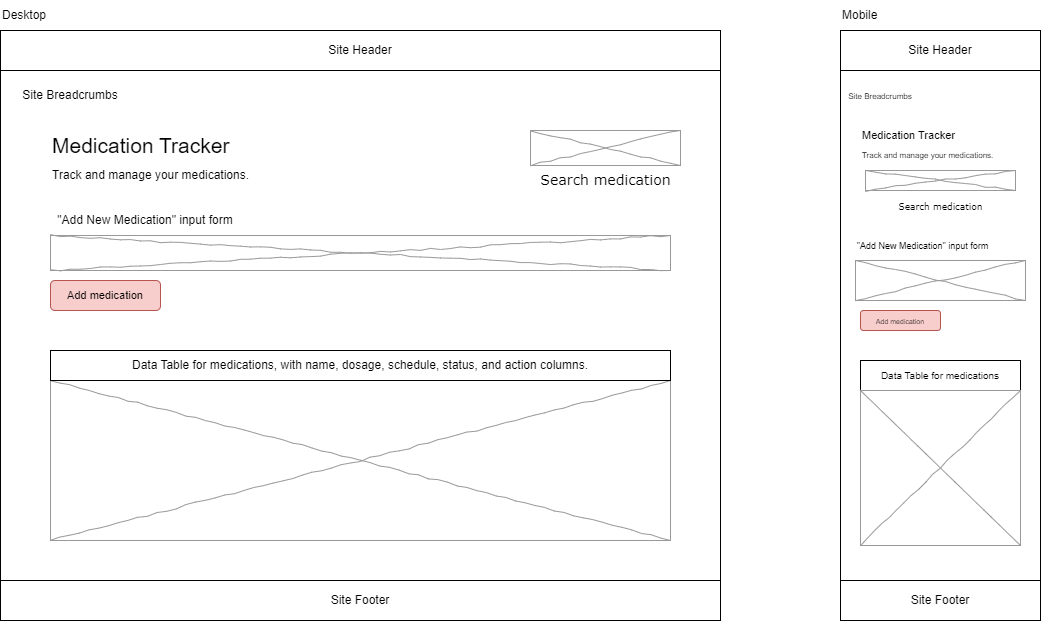 Desktop
Site Header
Site Breadcrumbs
Medication Tracker
Track and manage your medications.
Search medication
"Add New Medication" input form
Add medication
Data Table for medications, with name, dosage, schedule, status, and action columns.
Site Footer
Mobile
Site Header
Site Breadcrumbs
Medication Tracker
Track and manage your medications.
Search medication
"Add New Medication" input form
Add medication
Data Table for medications
Site Footer